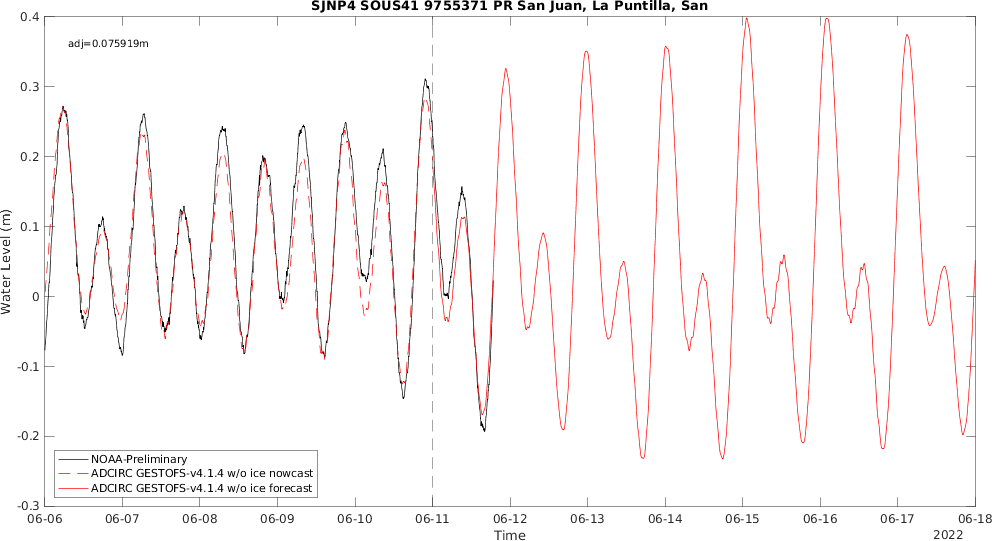 SJNP4 SOUS41 9755371 PR San Juan, La Puntilla, San
adj=0.075919m
0.4
0.3
0.2
0.1
0
-0.1
-0.2
-0.3
Water Level (m)
NOAA-Preliminary
ADCIRC GESTOFS-v4.1.4 w/o ice nowcast
ADCIRC GESTOFS-v4.1.4 w/o ice forecast
06-06 06-07 06-08 06-09 06-10 06-11 06-12 06-13 06-14 06-15 06-16 06-17 06-18
Time
2022